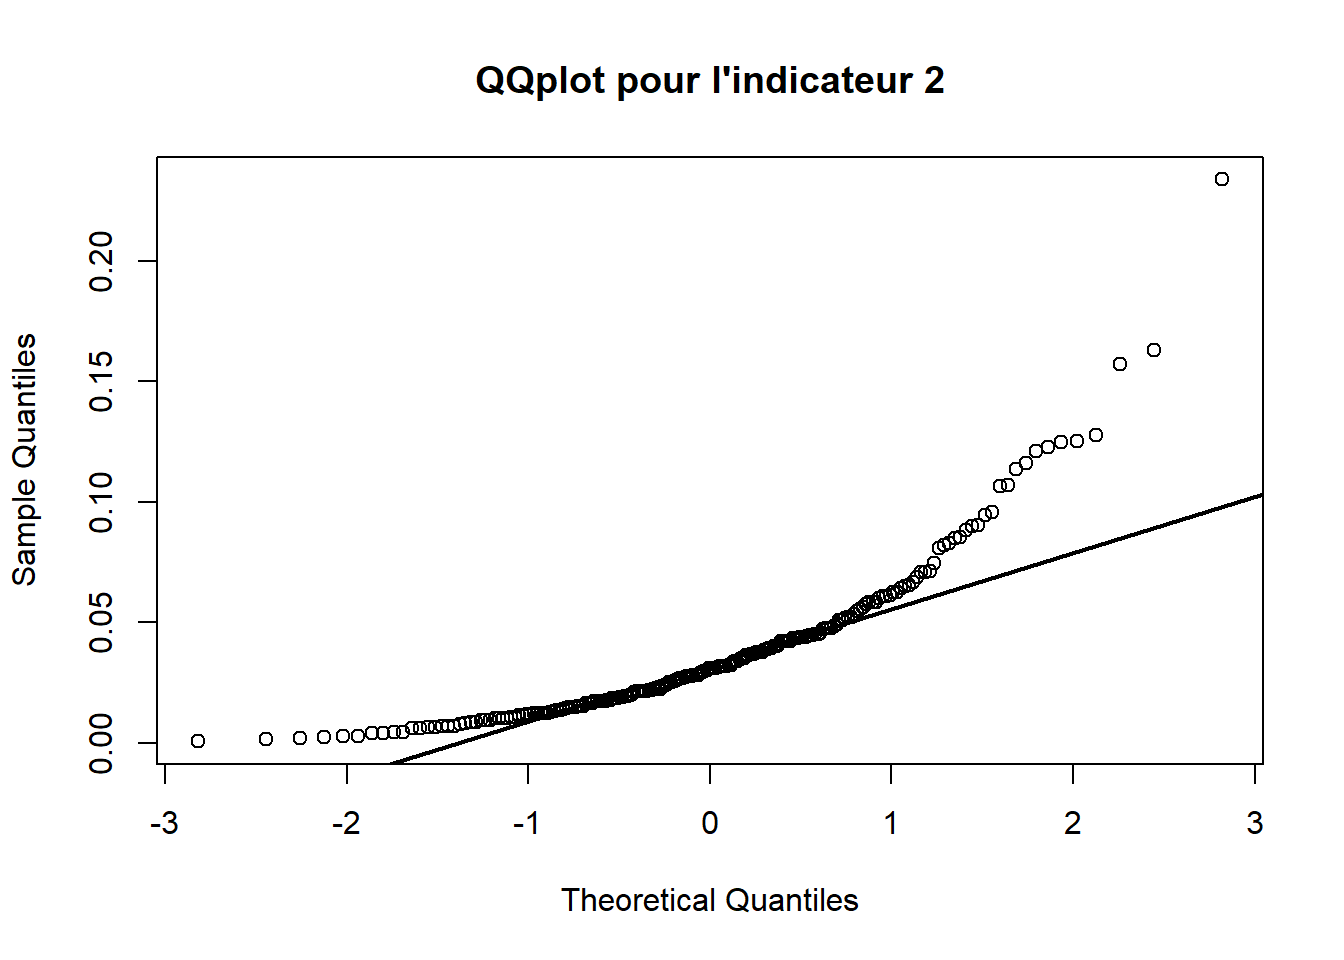 QQplot pour l'indicateur 2
Sample Quantiles
0.20
0.15
0.10
0.05
0.00
-3 -2 -1 0 1 2 3
Theoretical Quantiles